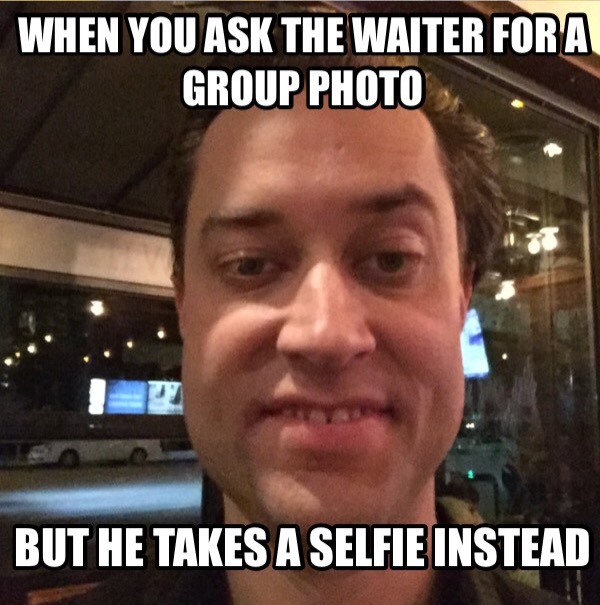 WHEN YOU ASK THE WAITER FOR A
GROUP PHOTO
BUT HE TAKES A SELFIE INSTEAD